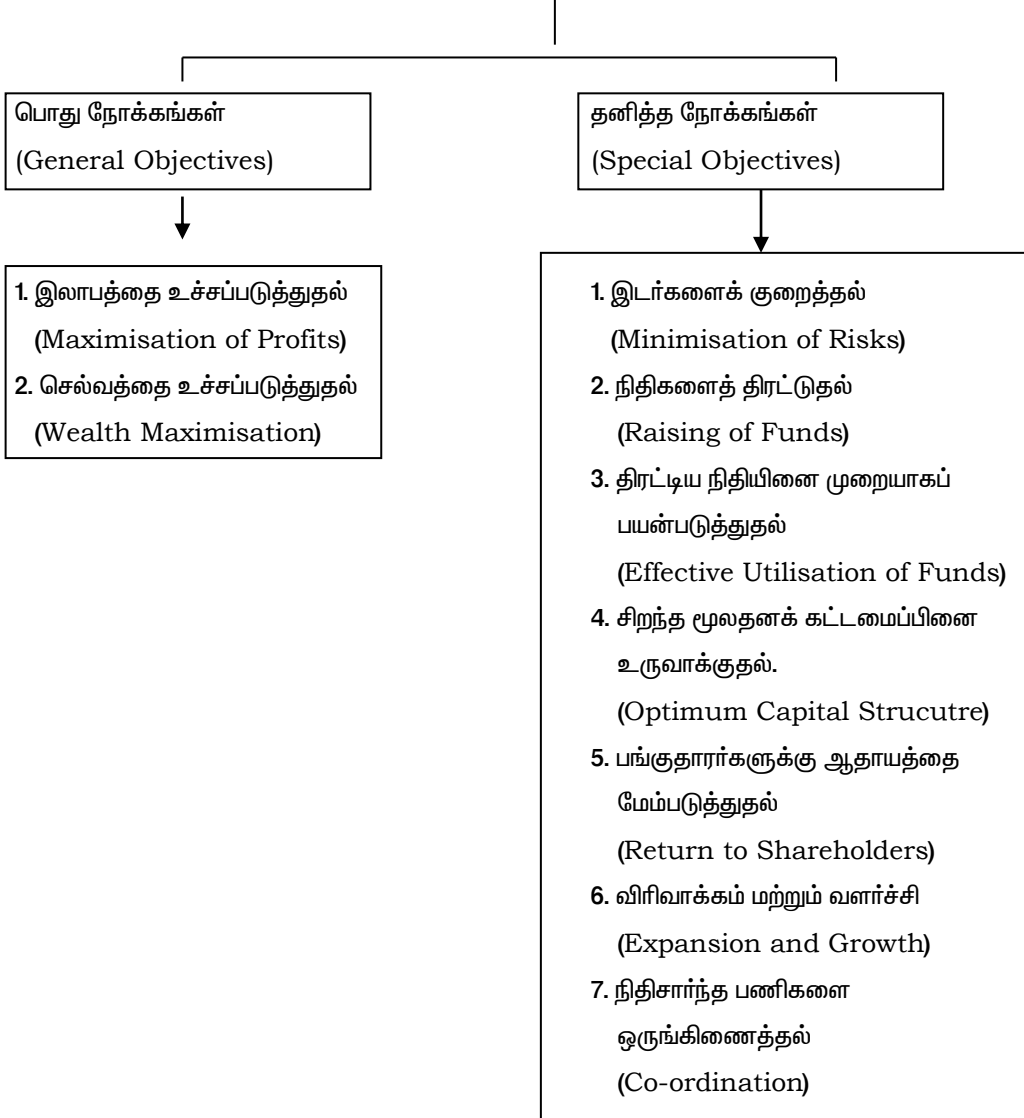 பொது நோக்கங்கள்
(General Objectives)
தனித்த நோக்கங்கள்
(Special Objectives)
1. இலாபத்தை உச்சப்படுத்துதல்
(Maximisation of Profits)
2. செல்வத்தை உச்சப்படுத்துதல்
(Wealth Maximisation)
1. இடர்களைக் குறைத்தல்
(Minimisation of Risks)
2. நிதிகளைத் திரட்டுதல்
(Raising of Funds)
3. திரட்டிய நிதியினை முறையாகப்
பயன்படுத்துதல்
(Effective Utilisation of Funds)
4. சிறந்த மூலதனக் கட்டமைப்பினை
உருவாக்குதல்.
(Optimum Capital Strucutre)
5. பங்குதாரர்களுக்கு ஆதாயத்தை
மேம்படுத்துதல்
(Return to Shareholders)
6. விரிவாக்கம் மற்றும் வளர்ச்சி
(Expansion and Growth)
7. நிதிசார்ந்த பணிகளை
ஒருங்கிணைத்தல்
(Co-ordination)